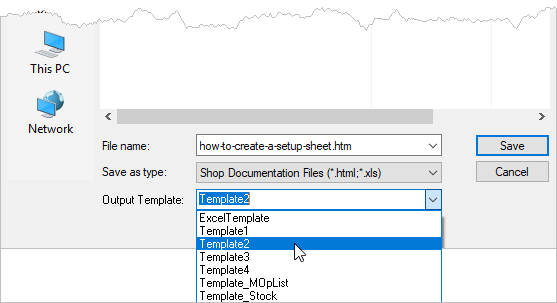 This PC
Network
File name: how-to-create-a-setup-sheet.htm Save
Save as type: Shop Documentation Files (*.html;*.xls) Cancel
Output Template: Template2
ExcelTemplate
Template1
Template2
Template3
Template4
Template_MOpList
Template_Stock